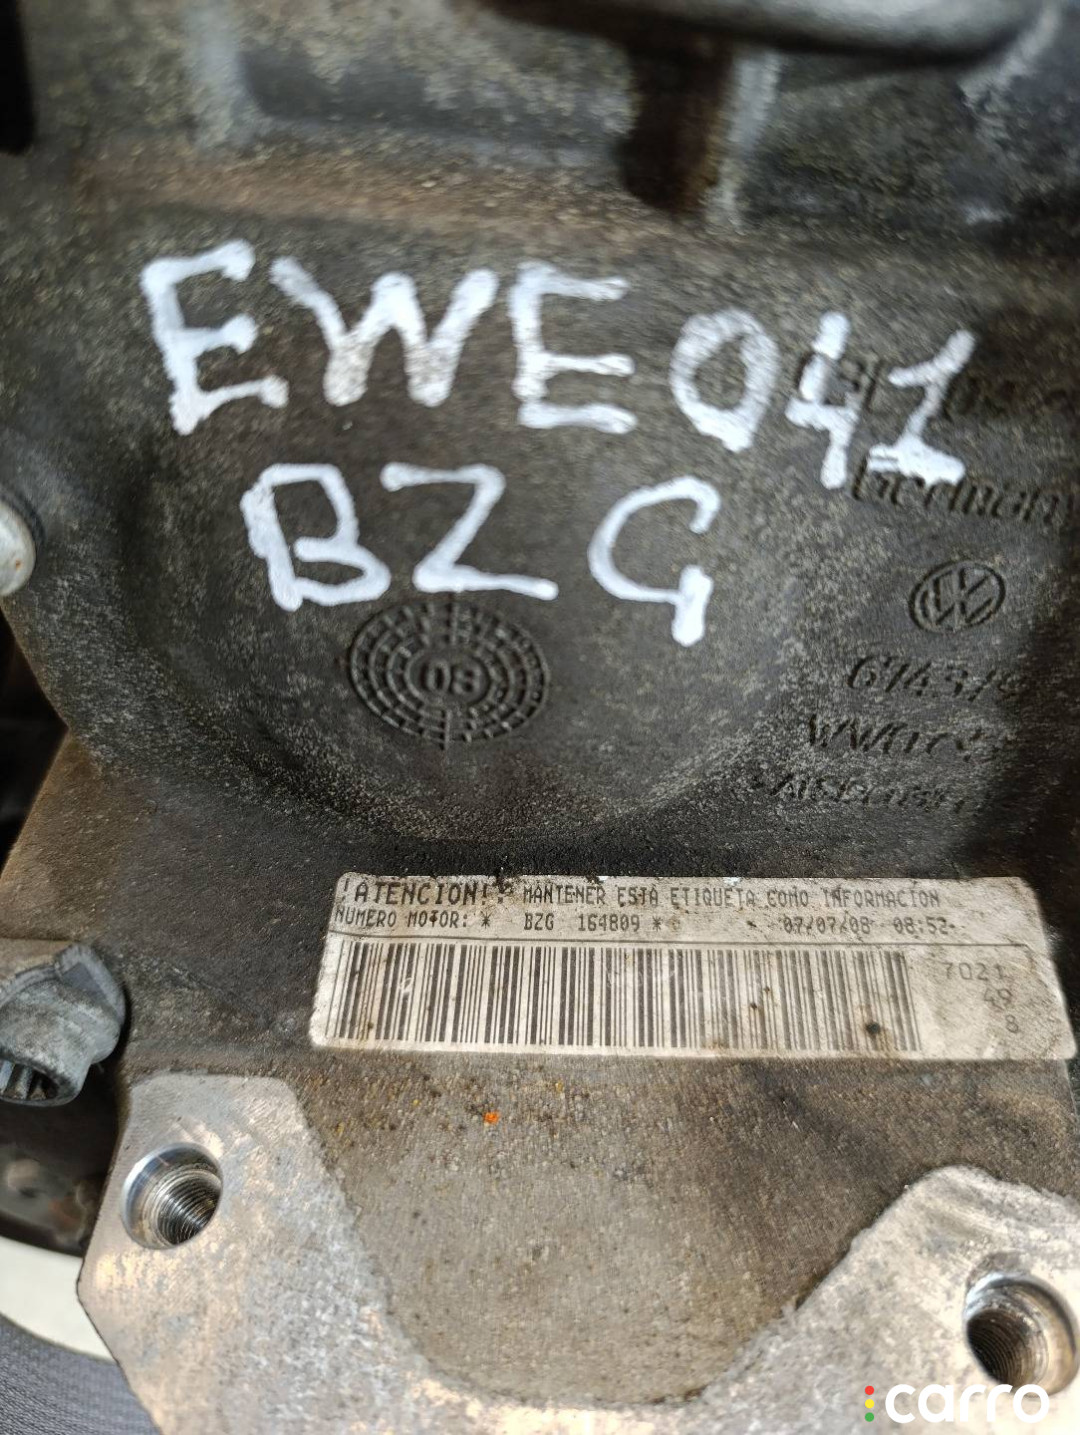 EWE041
BZG
Germany
08
¡ATENCION!: MANTENER ESTA ETIQUETA COMO INFORMACION
NUMERO MOTOR: * BZG 164809 * - 07/07/08 08:52-
7021
49
8
carro